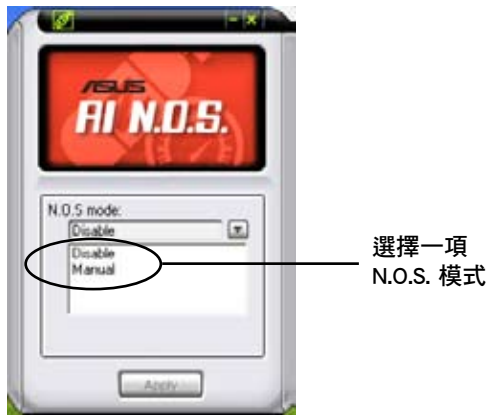 ASUS
AI N.O.S.
N.O.S mode:
Disable
Disable
Manual
選擇一項
N.O.S. 模式
Apply